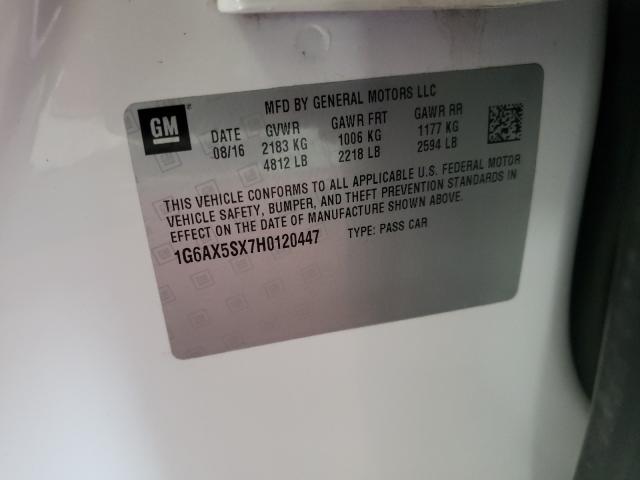 MFD BY GENERAL MOTORS LLC
GM
DATE GVWR GAWR FRT GAWR RR
08/16 2183 KG 1006 KG 1177 KG
4812 LB 2218 LB 2594 LB
THIS VEHICLE CONFORMS TO ALL APPLICABLE U.S. FEDERAL MOTOR
VEHICLE SAFETY, BUMPER, AND THEFT PREVENTION STANDARDS IN
EFFECT ON THE DATE OF MANUFACTURE SHOWN ABOVE.
1G6AX5SX7H0120447 TYPE: PASS CAR